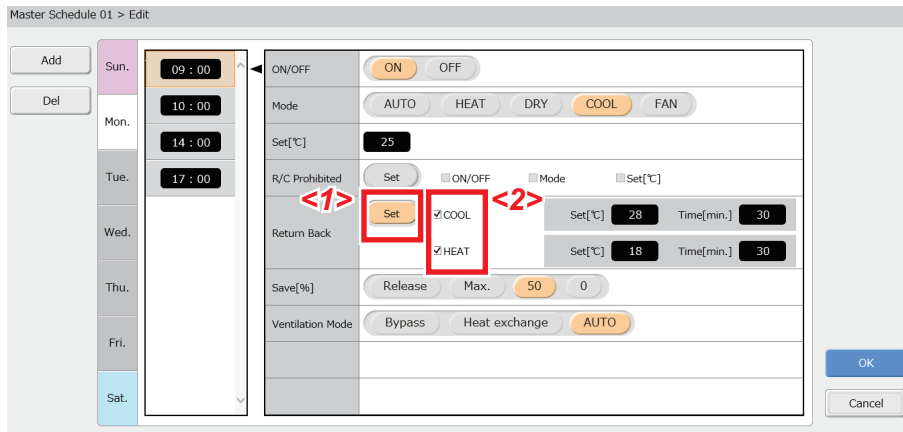 Master Schedule 01 > Edit
Add
Del
Sun.
Mon.
Tue.
Wed.
Thu.
Fri.
Sat.
09 : 00
10 : 00
14 : 00
17 : 00
ON/OFF ON OFF
Mode AUTO HEAT DRY COOL FAN
Set[℃] 25
R/C Prohibited Set ON/OFF Mode Set[℃]
<1> <2>
Return Back Set
COOL Set[℃] 28 Time[min.] 30
HEAT Set[℃] 18 Time[min.] 30
Save[%] Release Max. 50 0
Ventilation Mode Bypass Heat exchange AUTO
OK
Cancel